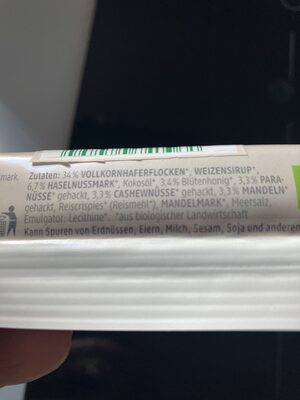 Zutaten: 34% VOLLKORNHAFERFLOCKEN*, WEIZENSIRUP*,
mark, 6,7% HASELNUSSMARK*, Kokosöl*, 3,4% Blütenhonig*, 3,3% PARA-
NÜSSE* gehackt, 3,3% CASHEWNÜSSE* gehackt, 3,3% MANDELN*
gehackt, Reiscrispies* (Reismehl*), MANDELMARK*, Meersalz,
Emulgator: Lecithine*. *aus biologischer Landwirtschaft
Kann Spuren von Erdnüssen, Eiern, Milch, Sesam, Soja und anderen